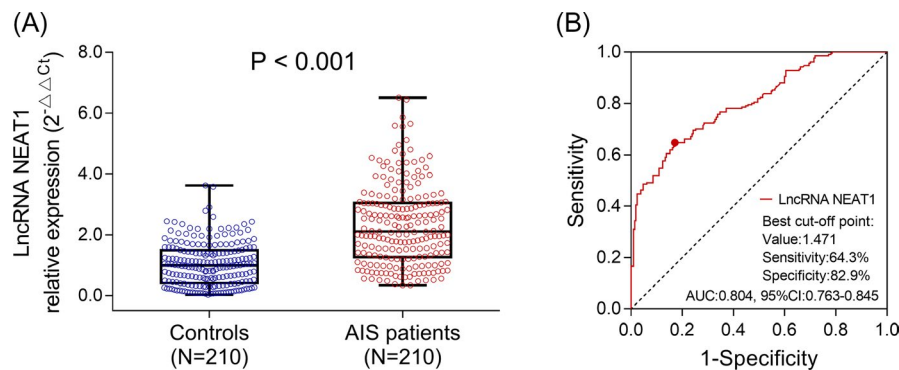 (A)
LncRNA NEAT1
relative expression (2^-△△Ct)
8.0
6.0
4.0
2.0
0.0
P < 0.001
Controls
(N=210)
AIS patients
(N=210)
(B)
Sensitivity
1.0
0.8
0.6
0.4
0.2
0.0
LncRNA NEAT1
Best cut-off point:
Value:1.471
Sensitivity:64.3%
Specificity:82.9%
AUC:0.804, 95%CI:0.763-0.845
0.0 0.2 0.4 0.6 0.8 1.0
1-Specificity